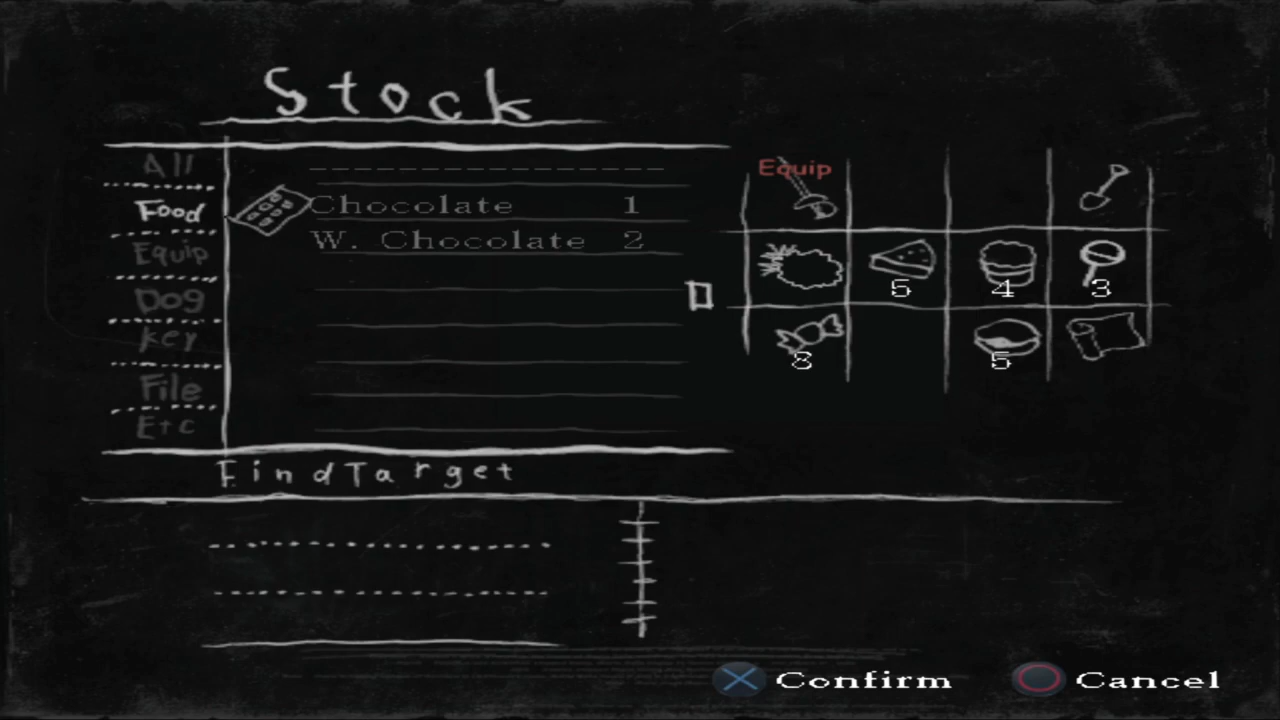 Stock
All
Food
Equip
Dog
Key
File
Etc
Chocolate 1
W. Chocolate 2
Equip
5 4 3
8 5
FindTarget
Confirm Cancel